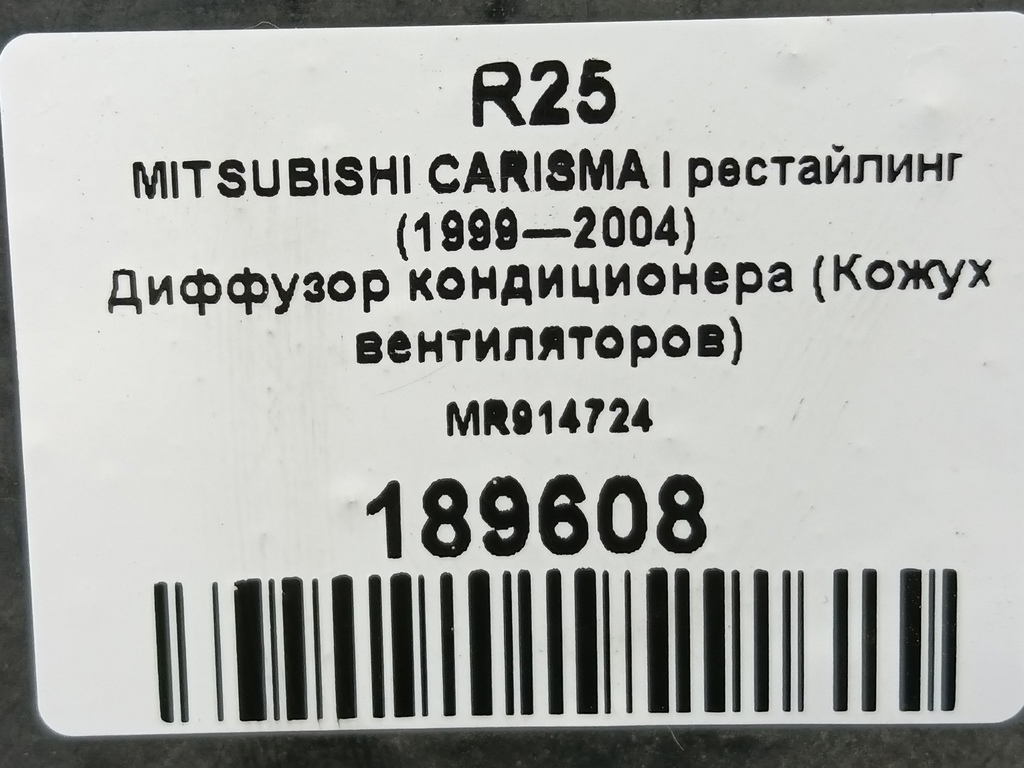 R25
MITSUBISHI CARISMA I рестайлинг
(1999—2004)
Диффузор кондиционера (Кожух
вентиляторов)
MR914724
189608